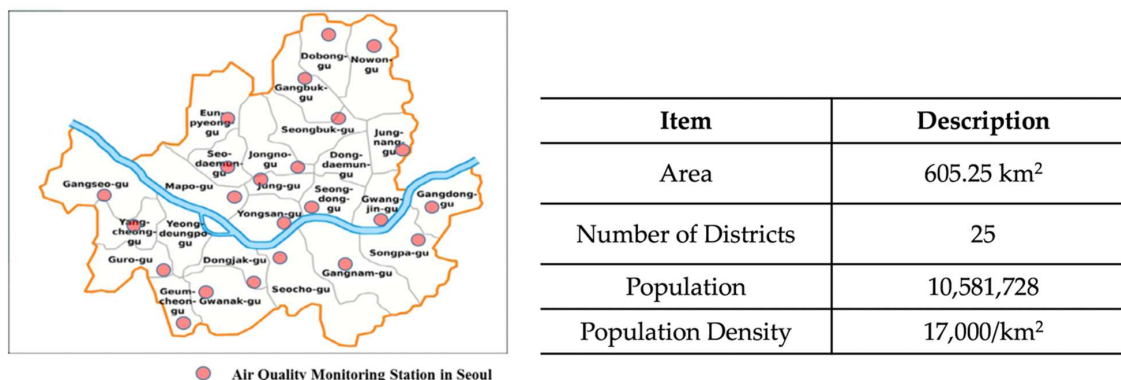 Dobong-
gu
Nowon-
gu
Gangbuk-
gu
Eun-
pyeong-
gu
Seongbuk-gu
Jung-
nang-
gu
Seo-
daemun-
gu
Jongno-
gu
Dong-
daemun-
gu
Gangseo-gu
Mapo-gu
Jung-gu
Seong-
dong-
gu
Gwang-
jin-gu
Gangdong-
gu
Yang-
cheong-
gu
Yeong-
deungpo
gu
Yongsan-gu
Songpa-gu
Guro-gu
Dongjak-gu
Gangnam-gu
Geum-
cheon-
gu
Gwanak-gu
Seocho-gu
Air Quality Monitoring Station in Seoul
Item Description
Area 605.25 km²
Number of Districts 25
Population 10,581,728
Population Density 17,000/km²